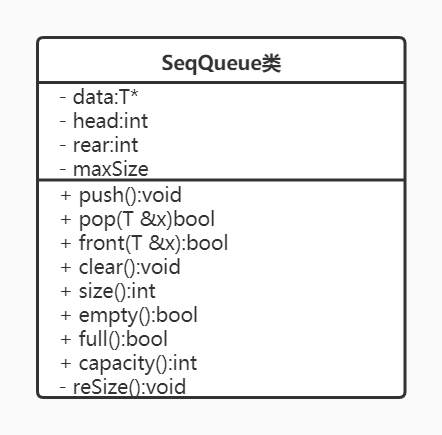 SeqQueue类
- data:T*
- head:int
- rear:int
- maxSize
+ push():void
+ pop(T &x)bool
+ front(T &x):bool
+ clear():void
+ size():int
+ empty():bool
+ full():bool
+ capacity():int
- reSize():void